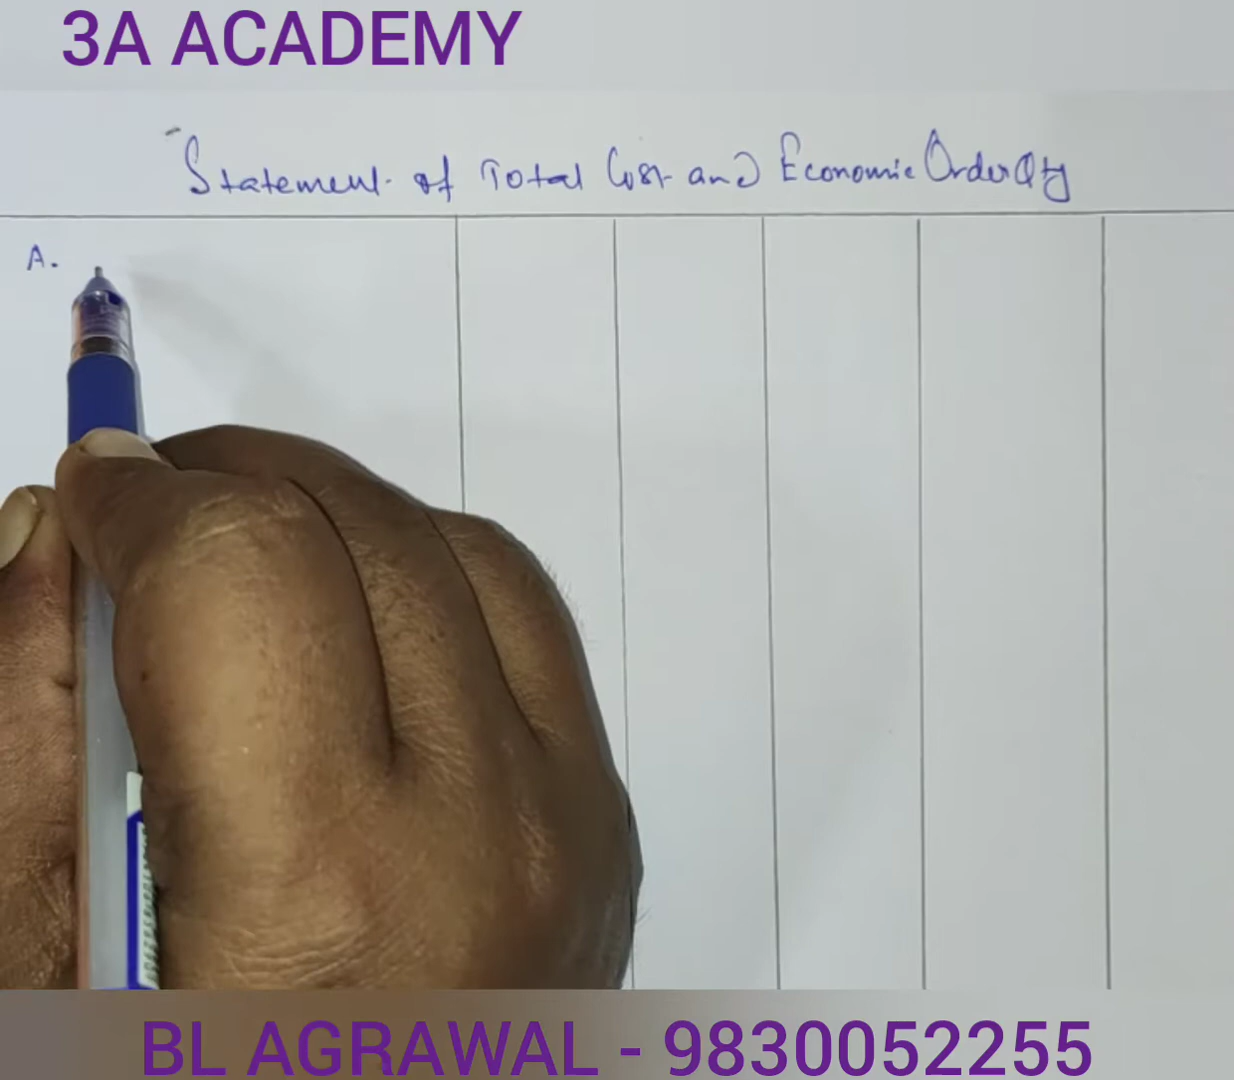 3A ACADEMY
Statement of Total Cost and Economic Order Qty
A.
BL AGRAWAL - 9830052255